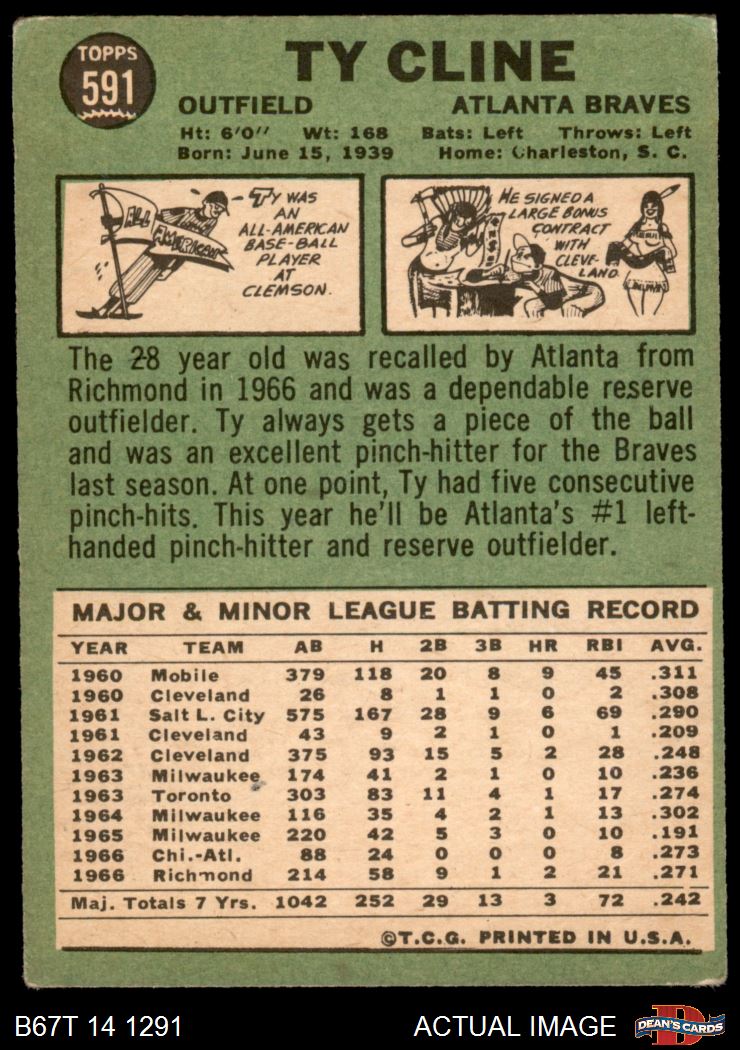 TOPPS
591
TY CLINE
OUTFIELD ATLANTA BRAVES
Ht: 6'0" Wt: 168 Bats: Left Throws: Left
Born: June 15, 1939 Home: Charleston, S. C.
ALL
AMERICAN
TY WAS
AN
ALL-AMERICAN
BASE-BALL
PLAYER
AT
CLEMSON.
HE SIGNED A
LARGE BONUS
CONTRACT
WITH
CLEVE-
LAND.
The 28 year old was recalled by Atlanta from
Richmond in 1966 and was a dependable reserve
outfielder. Ty always gets a piece of the ball
and was an excellent pinch-hitter for the Braves
last season. At one point, Ty had five consecutive
pinch-hits. This year he'll be Atlanta's #1 left-
handed pinch-hitter and reserve outfielder.
MAJOR & MINOR LEAGUE BATTING RECORD
YEAR TEAM AB H 2B 3B HR RBI AVG.
1960 Mobile 379 118 20 8 9 45 .311
1960 Cleveland 26 8 1 1 0 2 .308
1961 Salt L. City 575 167 28 9 6 69 .290
1961 Cleveland 43 9 2 1 0 1 .209
1962 Cleveland 375 93 15 5 2 28 .248
1963 Milwaukee 174 41 2 1 0 10 .236
1963 Toronto 303 83 11 4 1 17 .274
1964 Milwaukee 116 35 4 2 1 13 .302
1965 Milwaukee 220 42 5 3 0 10 .191
1966 Chi.-Atl. 88 24 0 0 0 8 .273
1966 Richmond 214 58 9 1 2 21 .271
Maj. Totals 7 Yrs. 1042 252 29 13 3 72 .242
©T.C.G. PRINTED IN U.S.A.
B67T 14 1291 ACTUAL IMAGE
D
DEAN'S CARDS